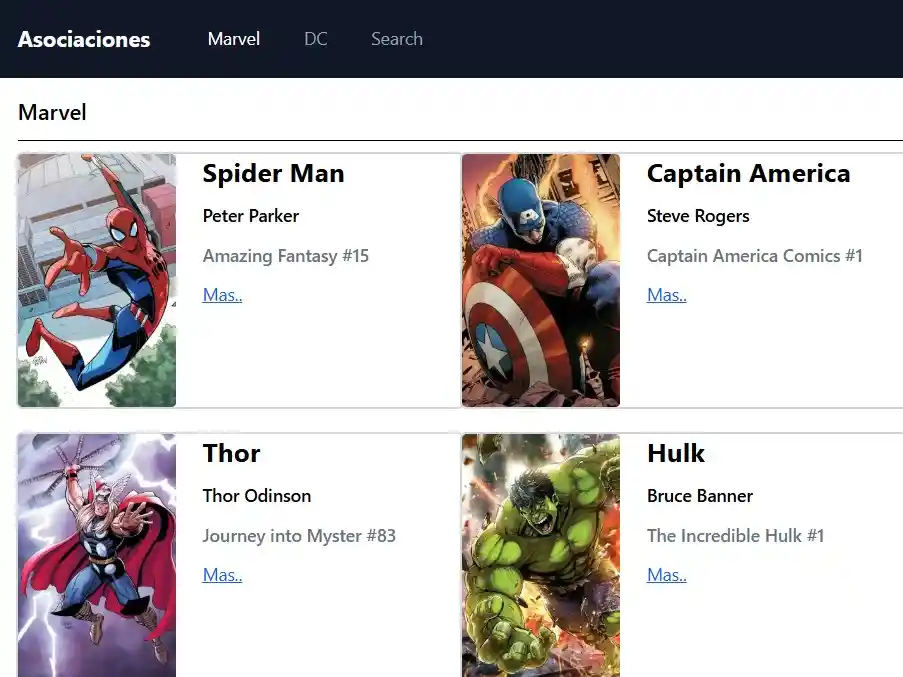 Asociaciones Marvel DC Search
Marvel
Spider Man
Peter Parker
Amazing Fantasy #15
Mas..
Captain America
Steve Rogers
Captain America Comics #1
Mas..
Thor
Thor Odinson
Journey into Myster #83
Mas..
Hulk
Bruce Banner
The Incredible Hulk #1
Mas..